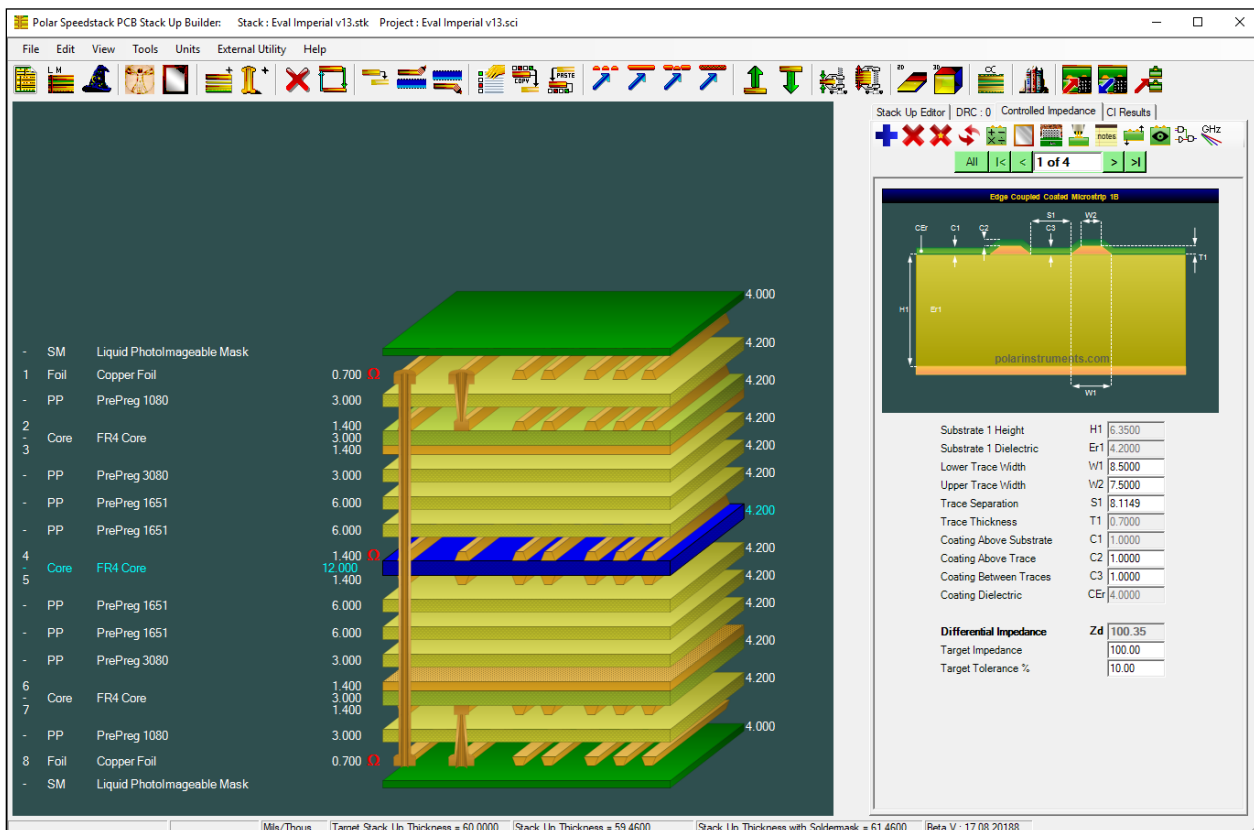 Polar Speedstack PCB Stack Up Builder: Stack : Eval Imperial v13.stk Project : Eval Imperial v13.sci
File Edit View Tools Units External Utility Help
L M
COPY
PASTE
2D
3D
QC
Stack Up Editor DRC : 0 Controlled Impedance CI Results
notes
GHz
All |< < 1 of 4 > >|
Edge Coupled Coated Microstrip 1B
CEr C1 C2 S1 C3 W2 T1
H1 Er1
polarinstruments.com
W1
4.000
- SM Liquid PhotoImageable Mask 4.200
1 Foil Copper Foil 0.700 Ω
- PP PrePreg 1080 3.000 4.200
2 1.400 4.200
- Core FR4 Core 3.000
3 1.400 4.200
- PP PrePreg 3080 3.000 4.200
- PP PrePreg 1651 6.000 4.200
- PP PrePreg 1651 6.000
4 1.400 Ω 4.200
- Core FR4 Core 12.000
5 1.400 4.200
- PP PrePreg 1651 6.000 4.200
- PP PrePreg 1651 6.000 4.200
- PP PrePreg 3080 3.000
6 1.400 4.200
- Core FR4 Core 3.000
7 1.400
- PP PrePreg 1080 3.000 4.000
8 Foil Copper Foil 0.700 Ω
- SM Liquid PhotoImageable Mask
Substrate 1 Height H1 6.3500
Substrate 1 Dielectric Er1 4.2000
Lower Trace Width W1 8.5000
Upper Trace Width W2 7.5000
Trace Separation S1 8.1149
Trace Thickness T1 0.7000
Coating Above Substrate C1 1.0000
Coating Above Trace C2 1.0000
Coating Between Traces C3 1.0000
Coating Dielectric CEr 4.0000
Differential Impedance Zd 100.35
Target Impedance 100.00
Target Tolerance % 10.00
Mils/Thous Target Stack Up Thickness = 60.0000 Stack Up Thickness = 59.4600 Stack Up Thickness with Soldermask = 61.4600 Beta V : 17.08.20188